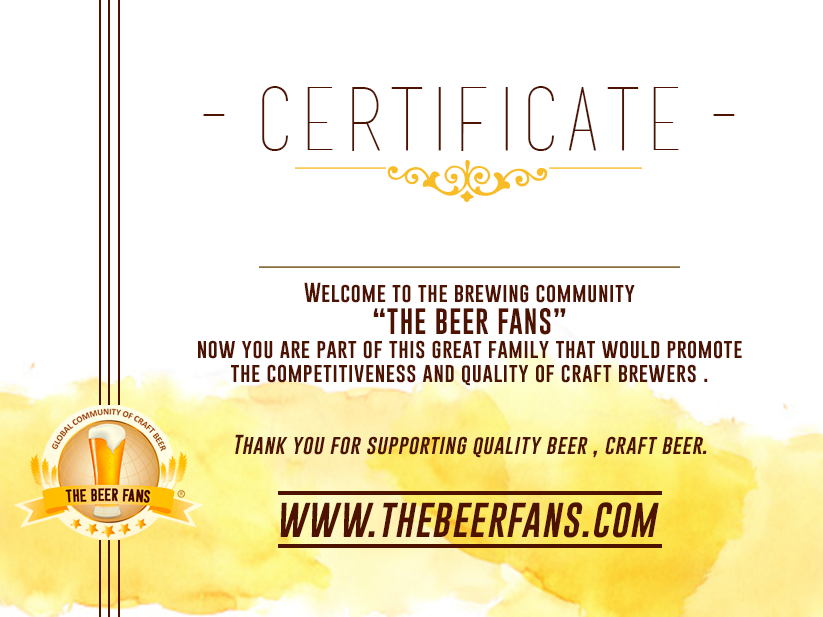 - CERTIFICATE -
WELCOME TO THE BREWING COMMUNITY
“THE BEER FANS”
NOW YOU ARE PART OF THIS GREAT FAMILY THAT WOULD PROMOTE
THE COMPETITIVENESS AND QUALITY OF CRAFT BREWERS .
GLOBAL COMMUNITY OF CRAFT BEER
THE BEER FANS ®
THANK YOU FOR SUPPORTING QUALITY BEER , CRAFT BEER.
WWW.THEBEERFANS.COM